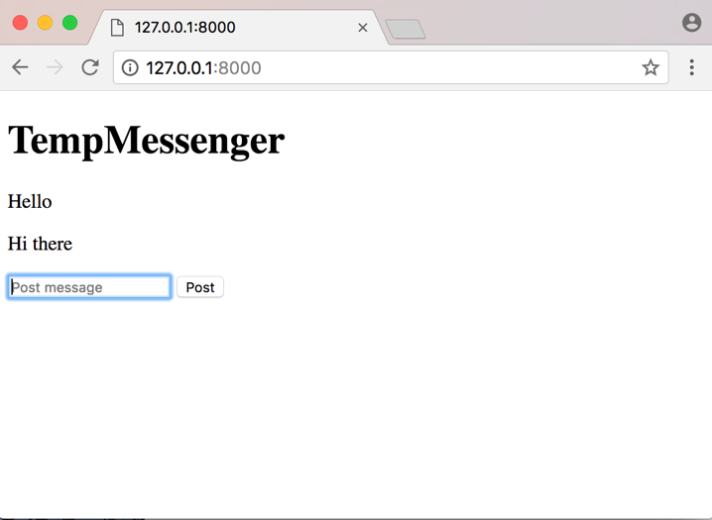 127.0.0.1:8000
127.0.0.1:8000
TempMessenger
Hello
Hi there
Post message Post